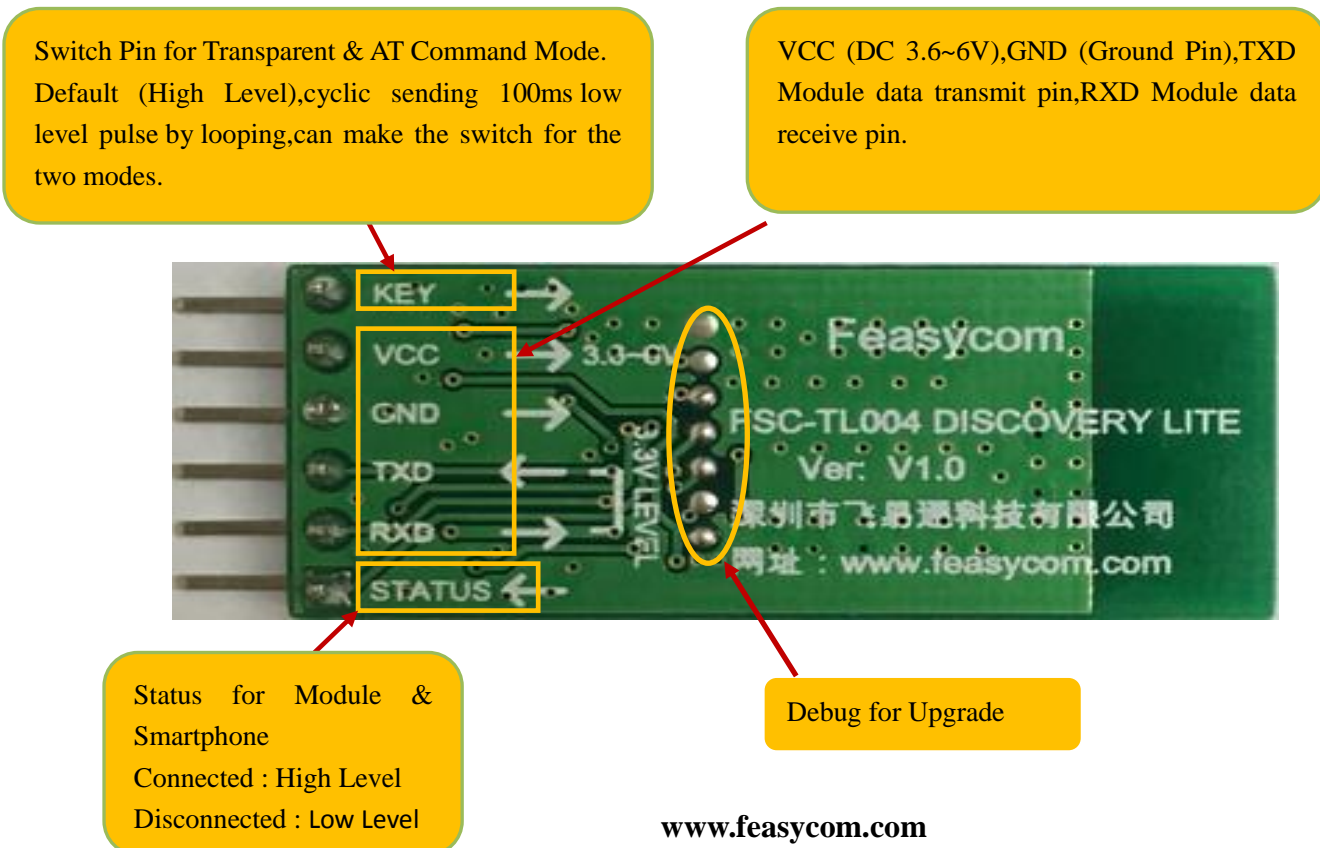 Switch Pin for Transparent & AT Command Mode.
Default (High Level),cyclic sending 100ms low
level pulse by looping,can make the switch for the
two modes.
VCC (DC 3.6~6V),GND (Ground Pin),TXD
Module data transmit pin,RXD Module data
receive pin.
KEY
VCC
3.3~6V
GND
TXD
RXD
STATUS
3.3V LEVEL
Feasycom
FSC-TL004 DISCOVERY LITE
Ver: V1.0
深圳市飞易通科技有限公司
网址:www.feasycom.com
Status for Module &
Smartphone
Connected : High Level
Disconnected : Low Level
Debug for Upgrade
www.feasycom.com